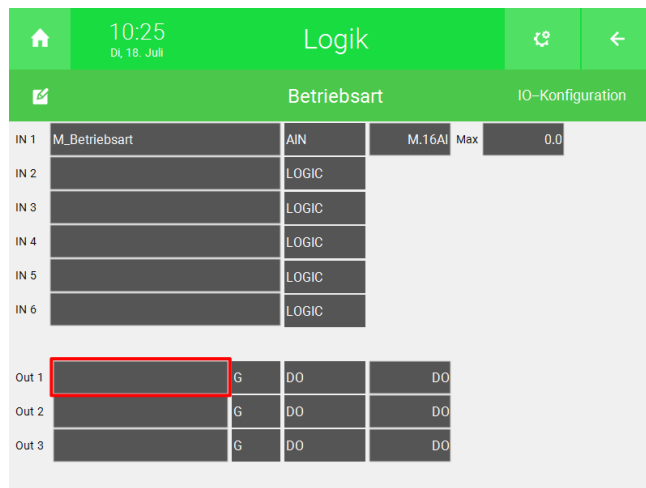 10:25
Di, 18. Juli
Logik
Betriebsart
IO-Konfiguration
IN 1 M_Betriebsart AIN M.16AI Max 0.0
IN 2 LOGIC
IN 3 LOGIC
IN 4 LOGIC
IN 5 LOGIC
IN 6 LOGIC
Out 1 G DO DO
Out 2 G DO DO
Out 3 G DO DO